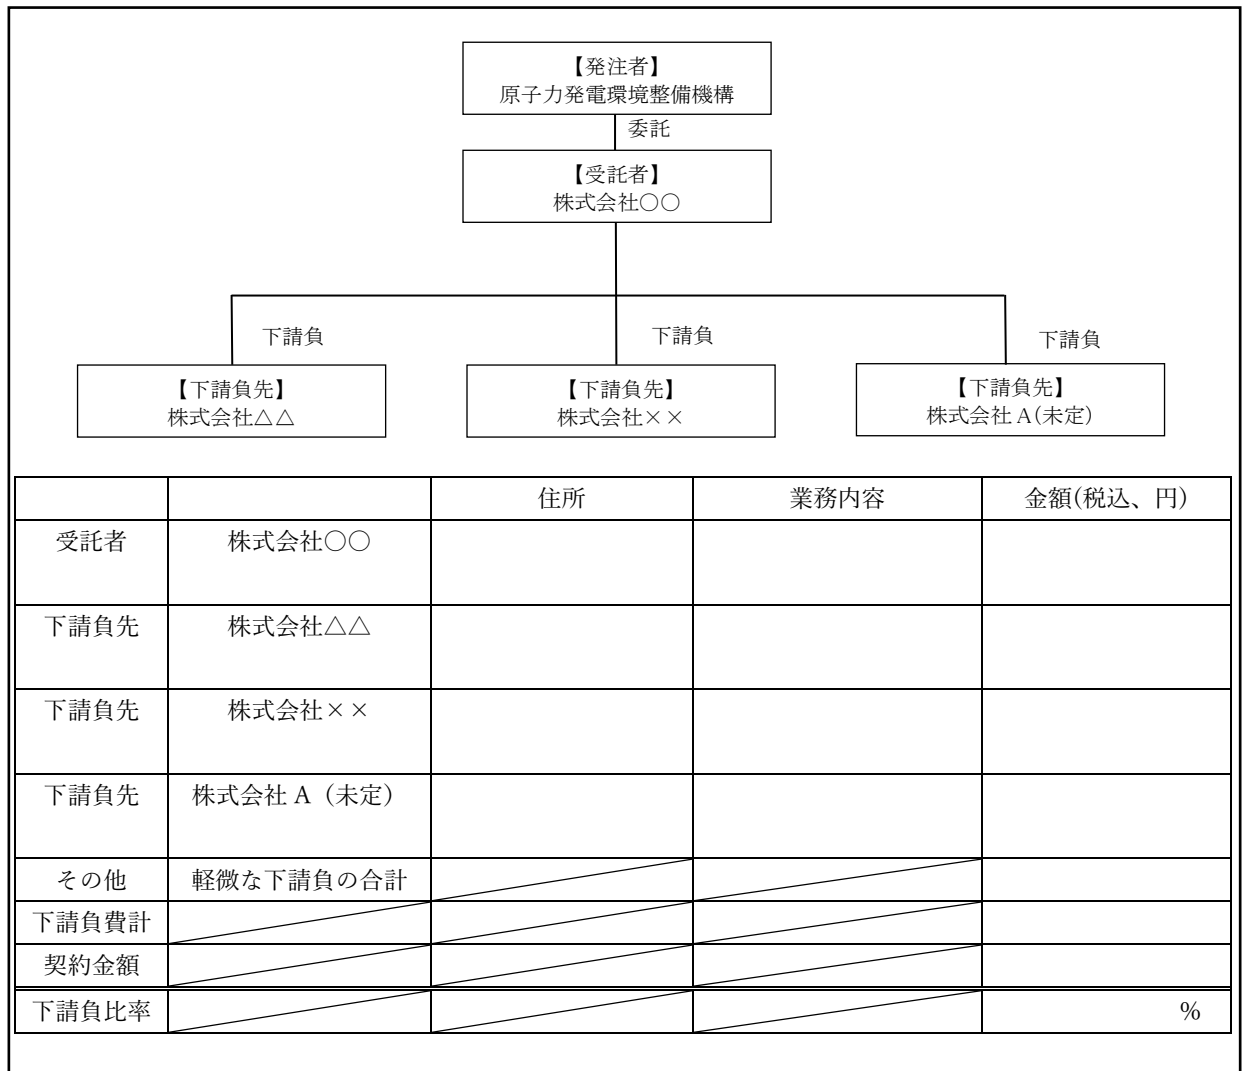 【発注者】
原子力発電環境整備機構
委託
【受託者】
株式会社〇〇
下請負
下請負
下請負
【下請負先】
株式会社△△
【下請負先】
株式会社××
【下請負先】
株式会社A(未定)
住所 業務内容 金額(税込、円)
受託者 株式会社〇〇
下請負先 株式会社△△
下請負先 株式会社××
下請負先 株式会社A（未定）
その他 軽微な下請負の合計
下請負費計
契約金額
下請負比率 %